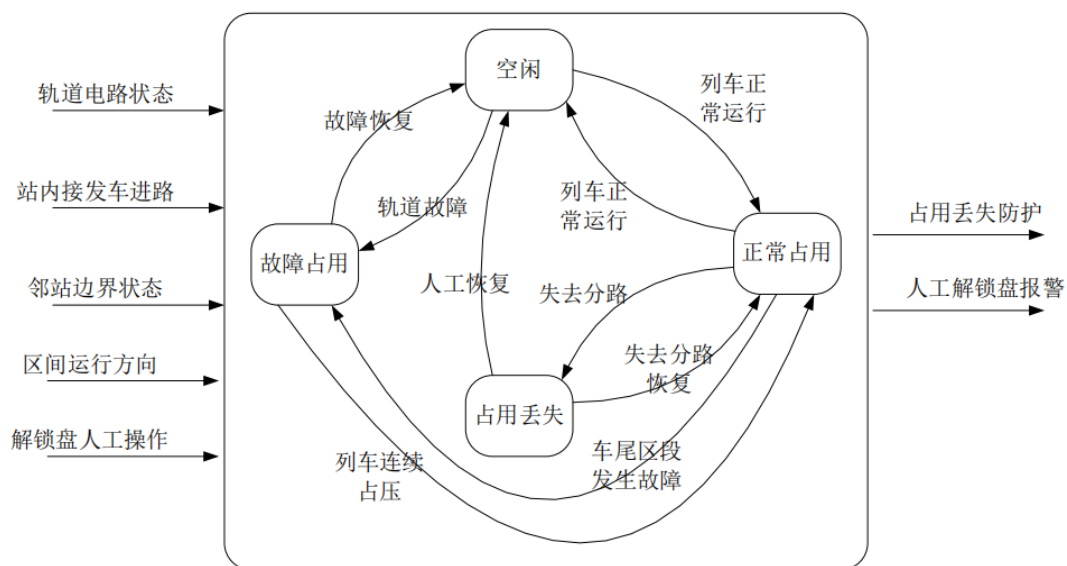 轨道电路状态
站内接发车进路
邻站边界状态
区间运行方向
解锁盘人工操作
空闲
列车正
常运行
故障恢复
列车正
常运行
轨道故障
故障占用
正常占用
人工恢复
失去分路
失去分路
恢复
占用丢失
列车连续
占压
车尾区段
发生故障
占用丢失防护
人工解锁盘报警